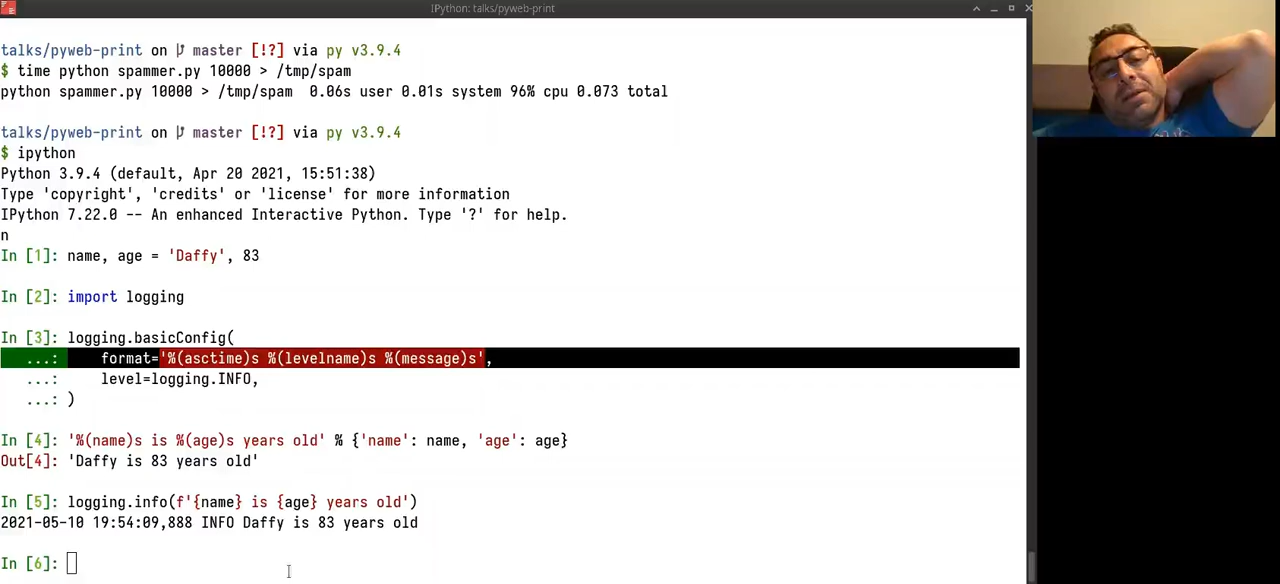 IPython: talks/pyweb-print
talks/pyweb-print on master [!?] via py v3.9.4
$ time python spammer.py 10000 > /tmp/spam
python spammer.py 10000 > /tmp/spam  0.06s user 0.01s system 96% cpu 0.073 total
talks/pyweb-print on master [!?] via py v3.9.4
$ ipython
Python 3.9.4 (default, Apr 20 2021, 15:51:38)
Type 'copyright', 'credits' or 'license' for more information
IPython 7.22.0 -- An enhanced Interactive Python. Type '?' for help.
n
In [1]: name, age = 'Daffy', 83
In [2]: import logging
In [3]: logging.basicConfig(
   ...:     format='%(asctime)s %(levelname)s %(message)s',
   ...:     level=logging.INFO,
   ...: )
In [4]: '%(name)s is %(age)s years old' % {'name': name, 'age': age}
Out[4]: 'Daffy is 83 years old'
In [5]: logging.info(f'{name} is {age} years old')
2021-05-10 19:54:09,888 INFO Daffy is 83 years old
In [6]: